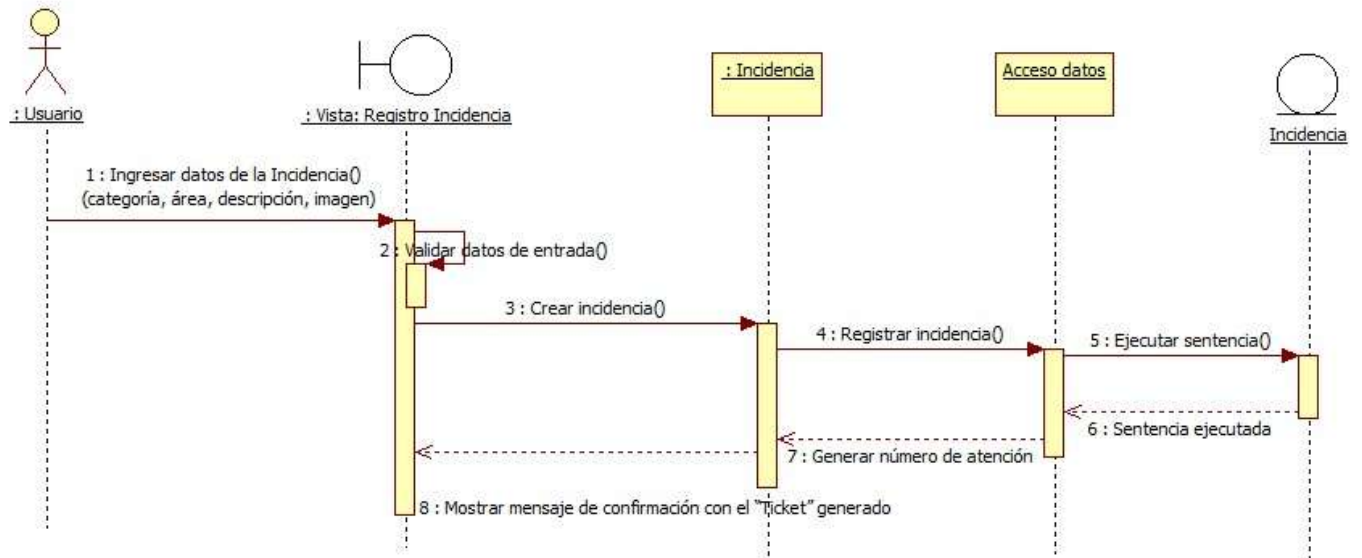 : Usuario
: Vista: Registro Incidencia
: Incidencia
Acceso datos
Incidencia
1 : Ingresar datos de la Incidencia()
(categoría, área, descripción, imagen)
2 : Validar datos de entrada()
3 : Crear incidencia()
4 : Registrar incidencia()
5 : Ejecutar sentencia()
6 : Sentencia ejecutada
7 : Generar número de atención
8 : Mostrar mensaje de confirmación con el "Ticket" generado